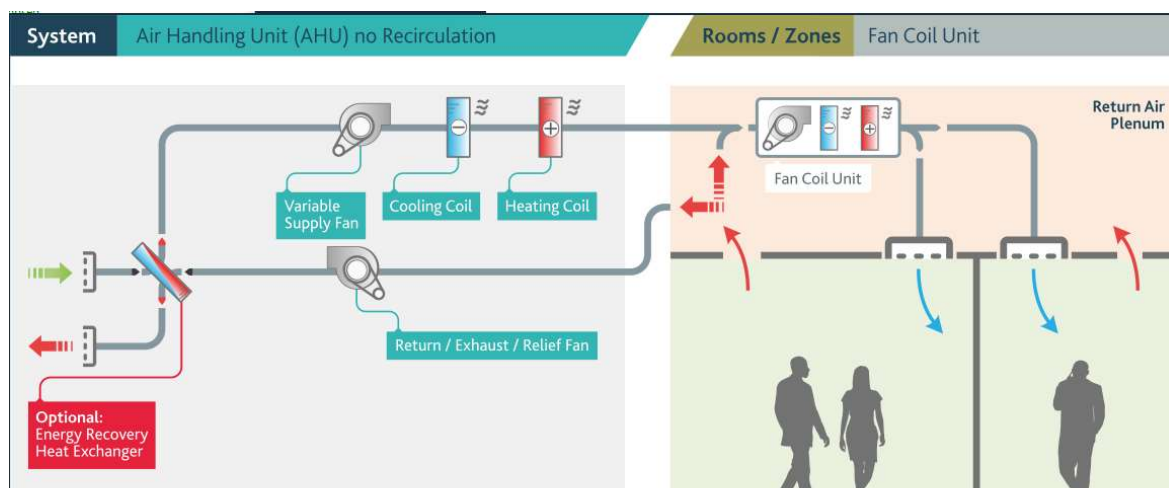 System
Air Handling Unit (AHU) no Recirculation
Rooms / Zones
Fan Coil Unit
Return Air
Plenum
Fan Coil Unit
Variable
Supply Fan
Cooling Coil
Heating Coil
Return / Exhaust / Relief Fan
Optional:
Energy Recovery
Heat Exchanger